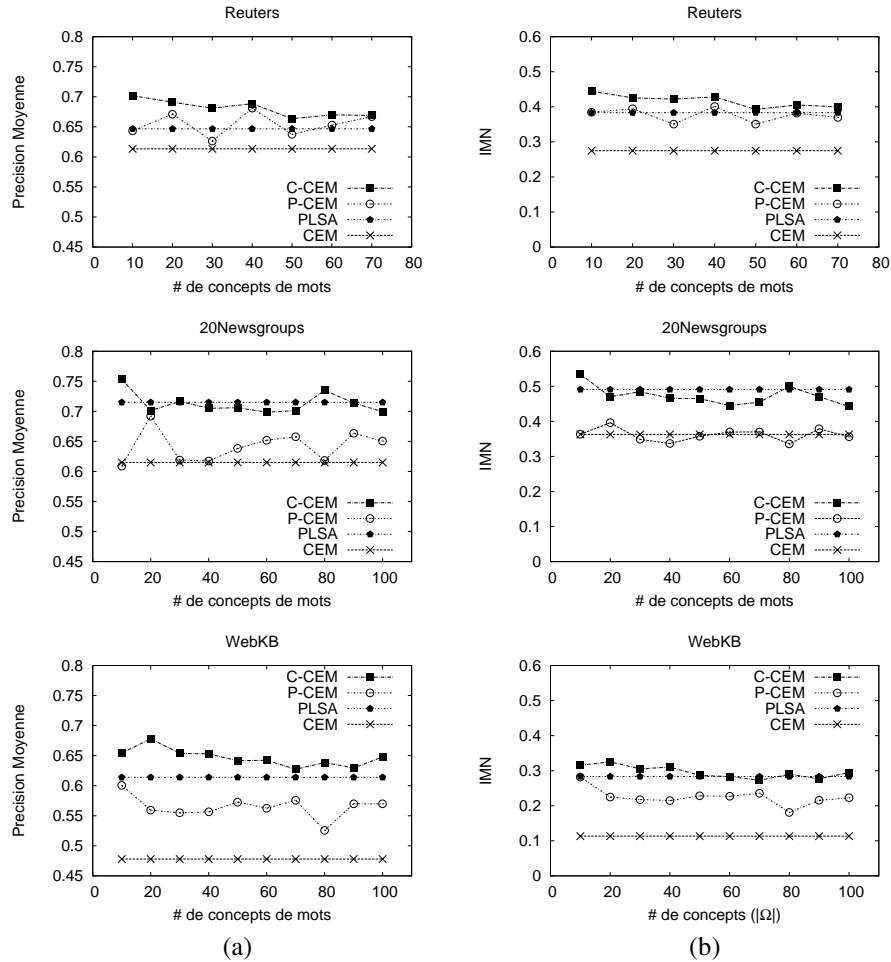 Reuters
0.8
0.75
0.7
0.65
0.6
0.55
0.5
0.45
Precision Moyenne
C-CEM
P-CEM
PLSA
CEM
0 10 20 30 40 50 60 70 80
# de concepts de mots
Reuters
0.6
0.5
0.4
0.3
0.2
0.1
0
IMN
C-CEM
P-CEM
PLSA
CEM
0 10 20 30 40 50 60 70 80
# de concepts de mots
20Newsgroups
0.8
0.75
0.7
0.65
0.6
0.55
0.5
0.45
Precision Moyenne
C-CEM
P-CEM
PLSA
CEM
0 20 40 60 80 100
# de concepts de mots
20Newsgroups
0.6
0.5
0.4
0.3
0.2
0.1
0
IMN
C-CEM
P-CEM
PLSA
CEM
0 20 40 60 80 100
# de concepts de mots
WebKB
0.8
0.75
0.7
0.65
0.6
0.55
0.5
0.45
Precision Moyenne
C-CEM
P-CEM
PLSA
CEM
0 20 40 60 80 100
# de concepts de mots
(a)
WebKB
0.6
0.5
0.4
0.3
0.2
0.1
0
IMN
C-CEM
P-CEM
PLSA
CEM
0 20 40 60 80 100
# de concepts (|Ω|)
(b)